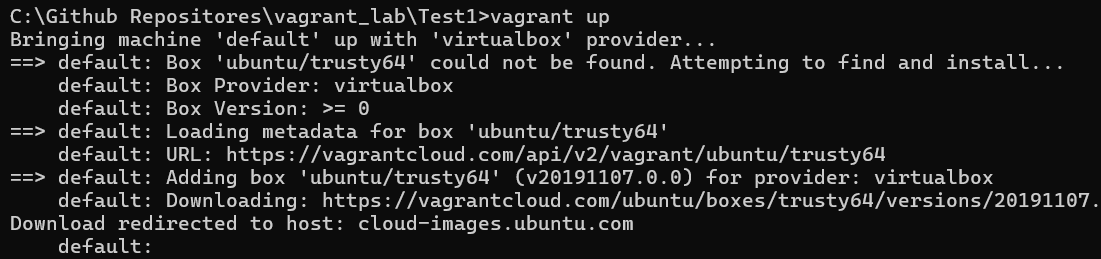 C:\Github Repositores\vagrant_lab\Test1>vagrant up
Bringing machine 'default' up with 'virtualbox' provider...
==> default: Box 'ubuntu/trusty64' could not be found. Attempting to find and install...
    default: Box Provider: virtualbox
    default: Box Version: >= 0
==> default: Loading metadata for box 'ubuntu/trusty64'
    default: URL: https://vagrantcloud.com/api/v2/vagrant/ubuntu/trusty64
==> default: Adding box 'ubuntu/trusty64' (v20191107.0.0) for provider: virtualbox
    default: Downloading: https://vagrantcloud.com/ubuntu/boxes/trusty64/versions/20191107.
Download redirected to host: cloud-images.ubuntu.com
    default: